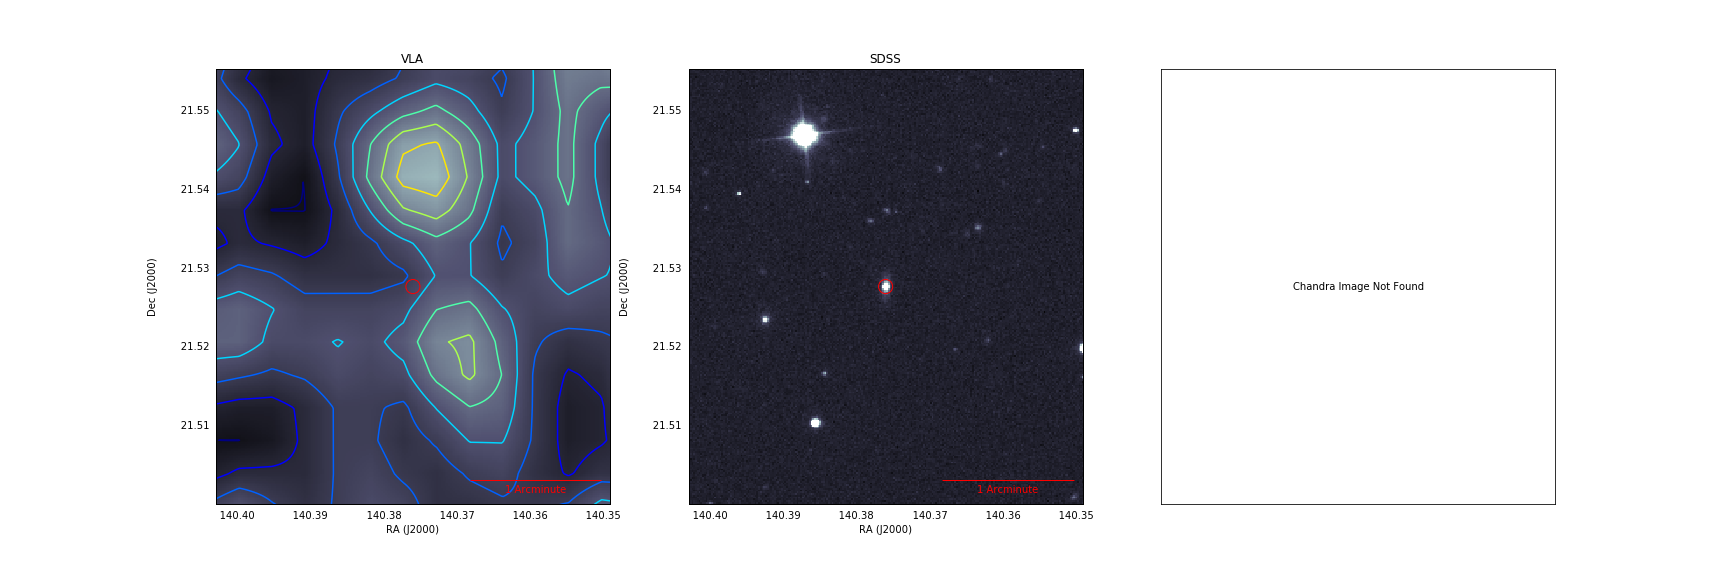 VLA
21.55
21.54
21.53
21.52
21.51
Dec (J2000)
140.40 140.39 140.38 140.37 140.36 140.35
RA (J2000)
1 Arcminute
SDSS
21.55
21.54
21.53
21.52
21.51
Dec (J2000)
140.40 140.39 140.38 140.37 140.36 140.35
RA (J2000)
1 Arcminute
Chandra Image Not Found